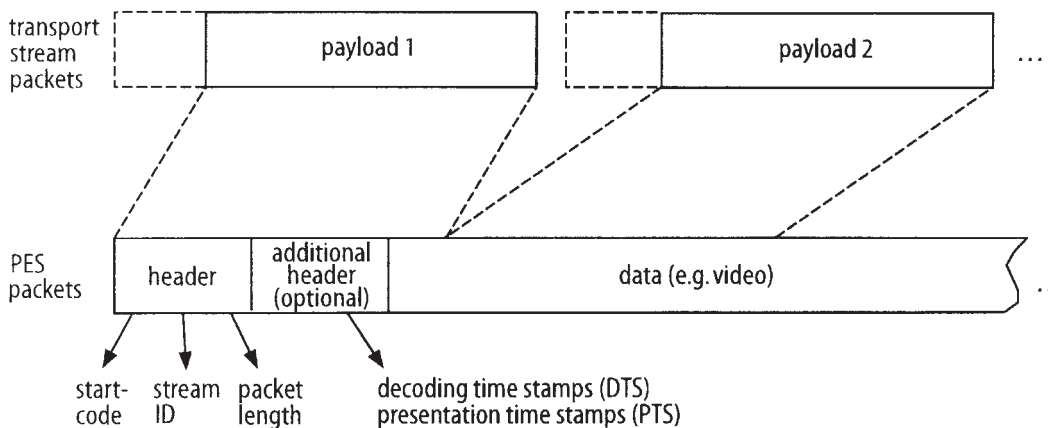 transport
stream
packets
payload 1
payload 2
...
PES
packets
header
additional
header
(optional)
data (e.g. video)
start-
code
stream
ID
packet
length
decoding time stamps (DTS)
presentation time stamps (PTS)